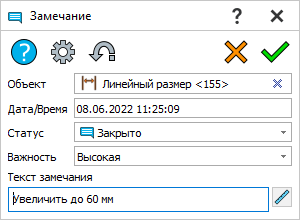 Замечание
Объект Линейный размер <155>
Дата/Время 08.06.2022 11:25:09
Статус Закрыто
Важность Высокая
Текст замечания
Увеличить до 60 мм